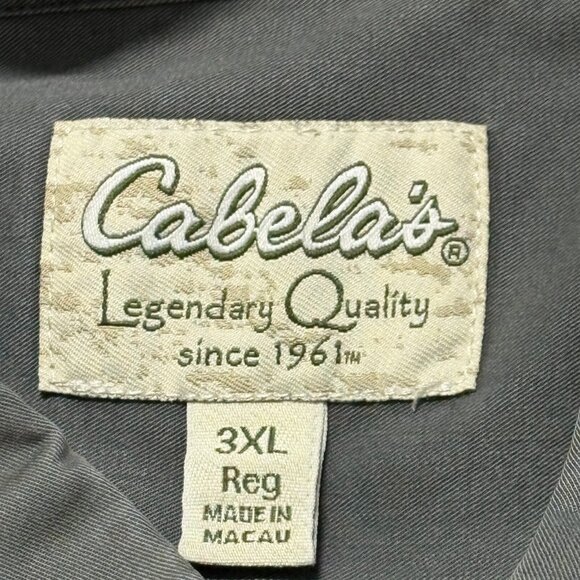 Cabela's®
Legendary Quality
since 1961™
3XL
Reg
MADE IN
MACAU